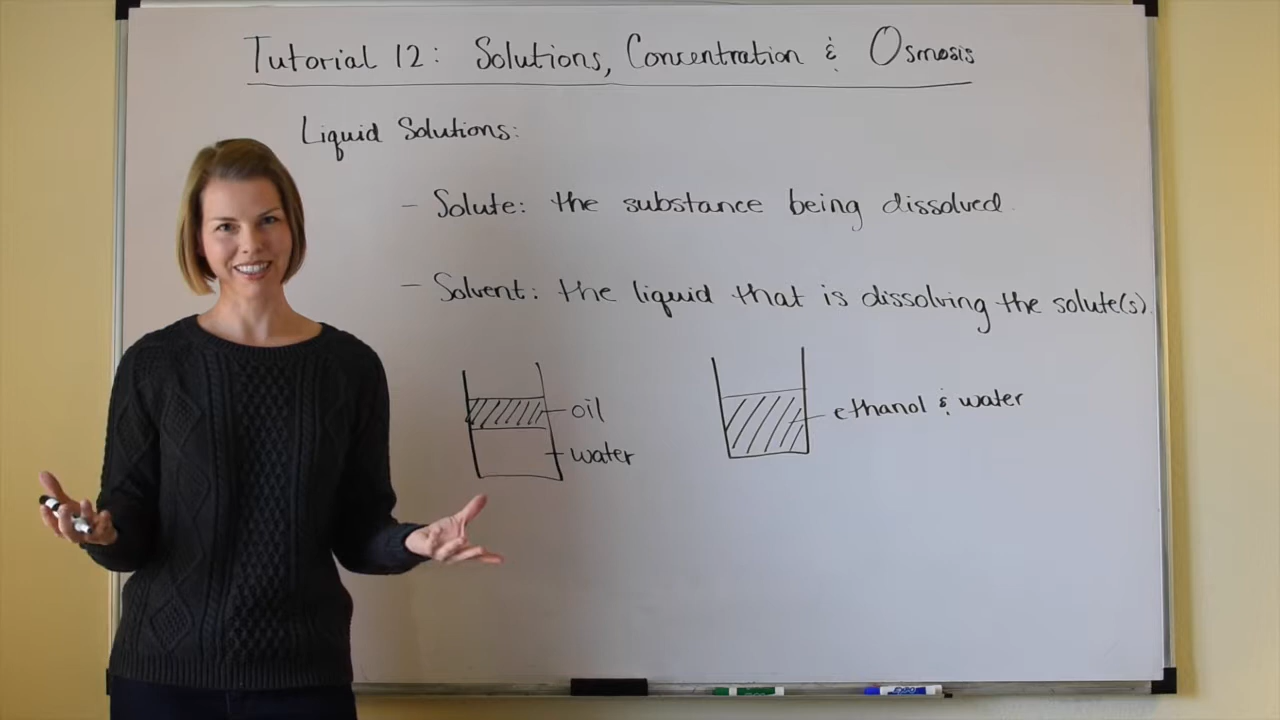 Tutorial 12: Solutions, Concentration & Osmosis
Liquid Solutions:
- Solute: the substance being dissolved.
- Solvent: the liquid that is dissolving the solute(s).
oil
water
ethanol & water